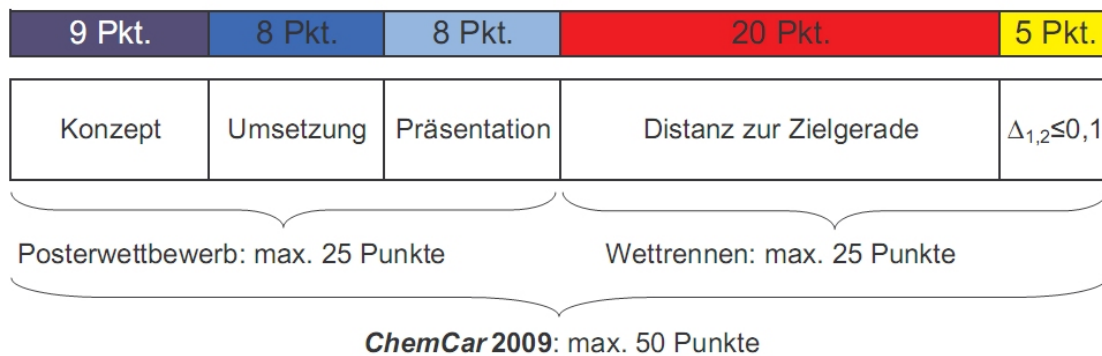 9 Pkt. 8 Pkt. 8 Pkt. 20 Pkt. 5 Pkt.
Konzept Umsetzung Präsentation Distanz zur Zielgerade Δ1,2≤0,1
Posterwettbewerb: max. 25 Punkte Wettrennen: max. 25 Punkte
ChemCar 2009: max. 50 Punkte